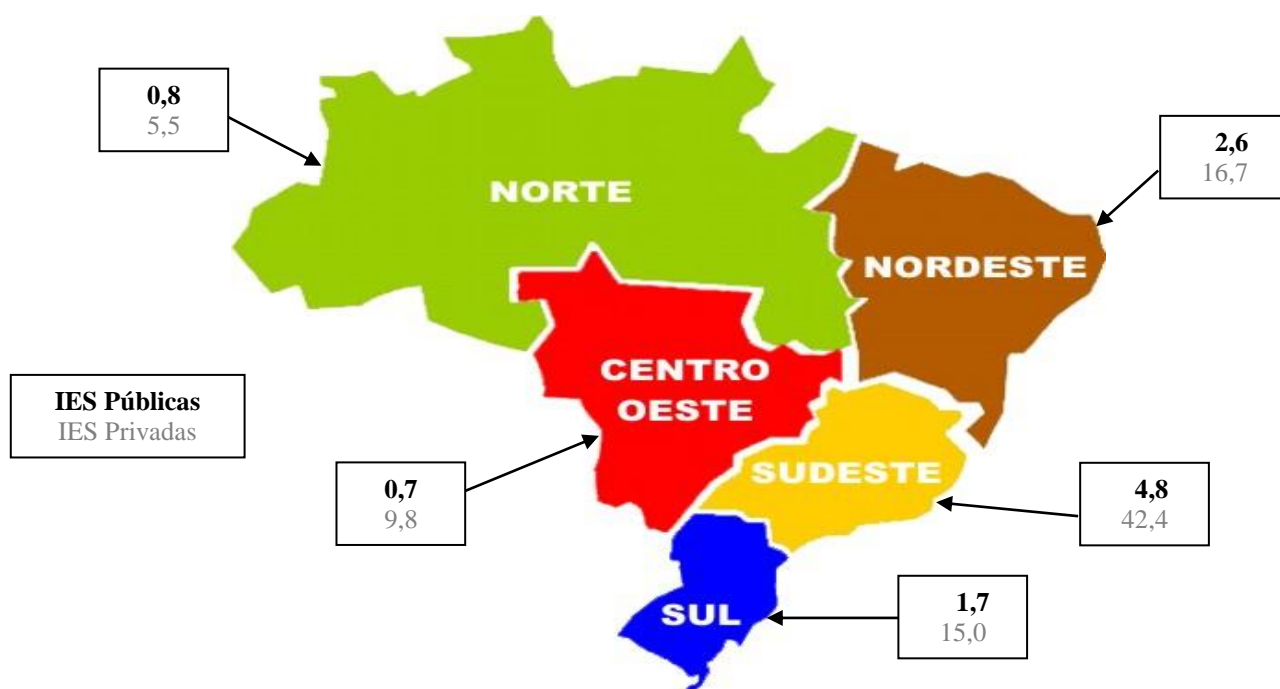 0,8
5,5
2,6
16,7
NORTE
NORDESTE
CENTRO
OESTE
IES Públicas
IES Privadas
SUDESTE
0,7
9,8
4,8
42,4
1,7
15,0
SUL